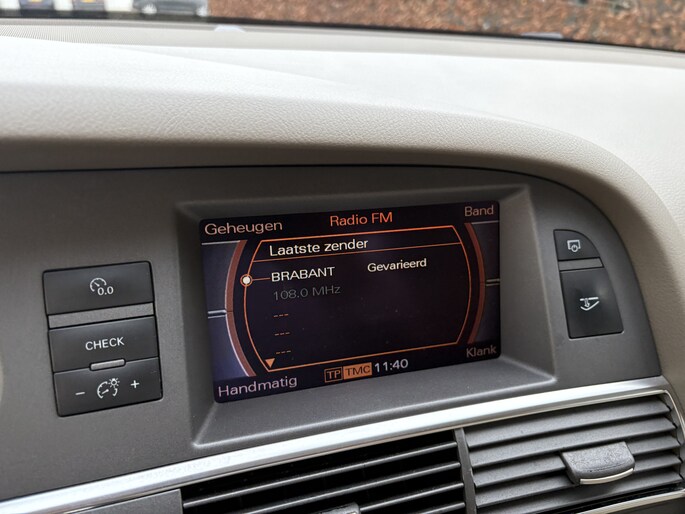 Geheugen
Radio FM
Band
Laatste zender
BRABANT Gevarieerd
108.0 MHz
---
---
---
Handmatig
TP TMC 11:40
Klank
0.0
CHECK
− +